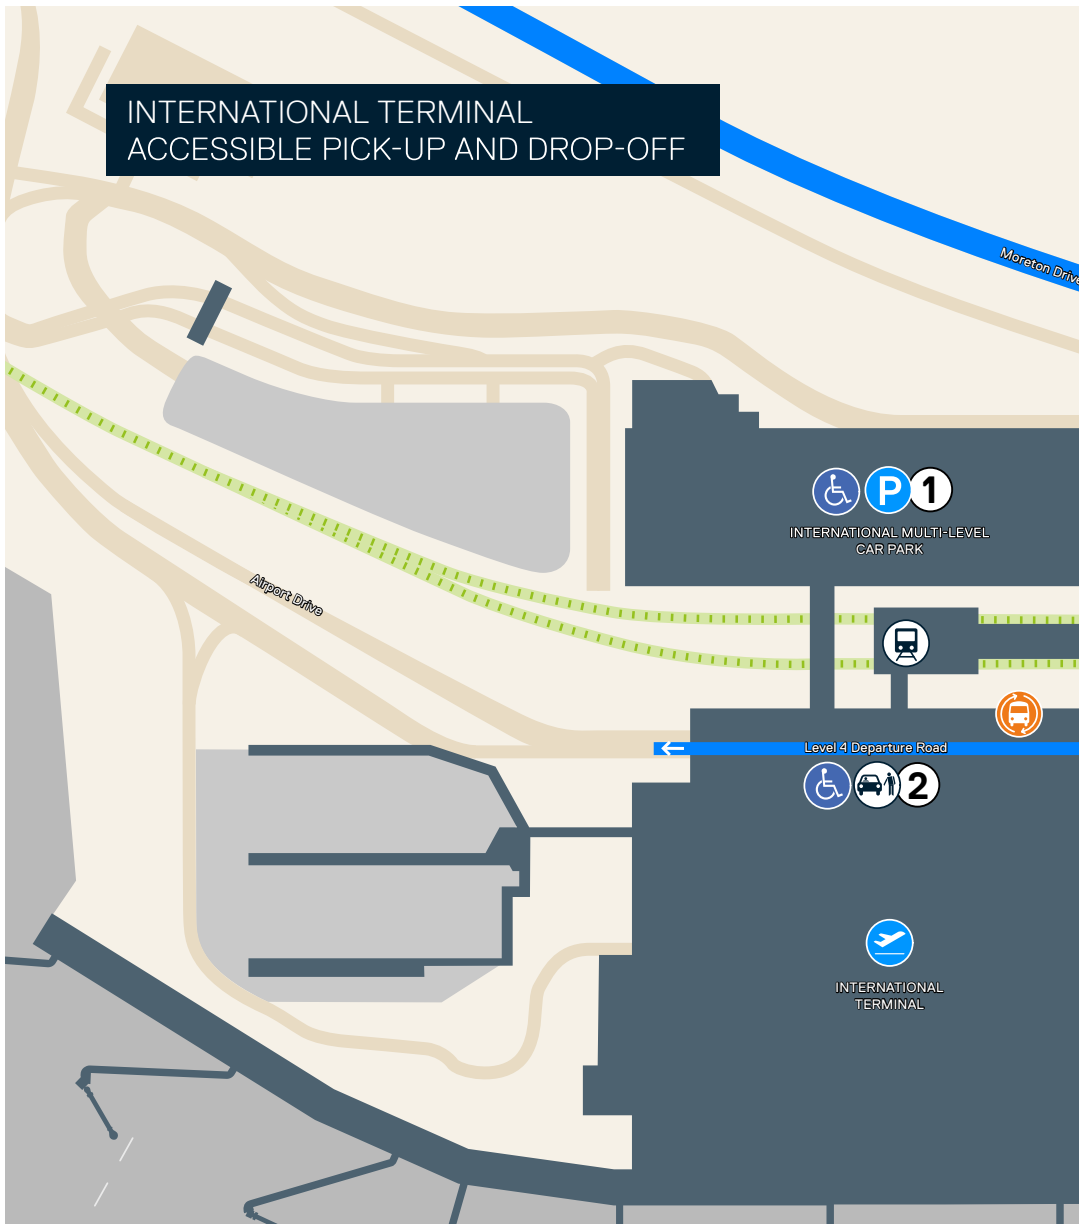 INTERNATIONAL TERMINAL
ACCESSIBLE PICK-UP AND DROP-OFF
Moreton Drive
P 1
INTERNATIONAL MULTI-LEVEL
CAR PARK
Airport Drive
Level 4 Departure Road
2
INTERNATIONAL
TERMINAL